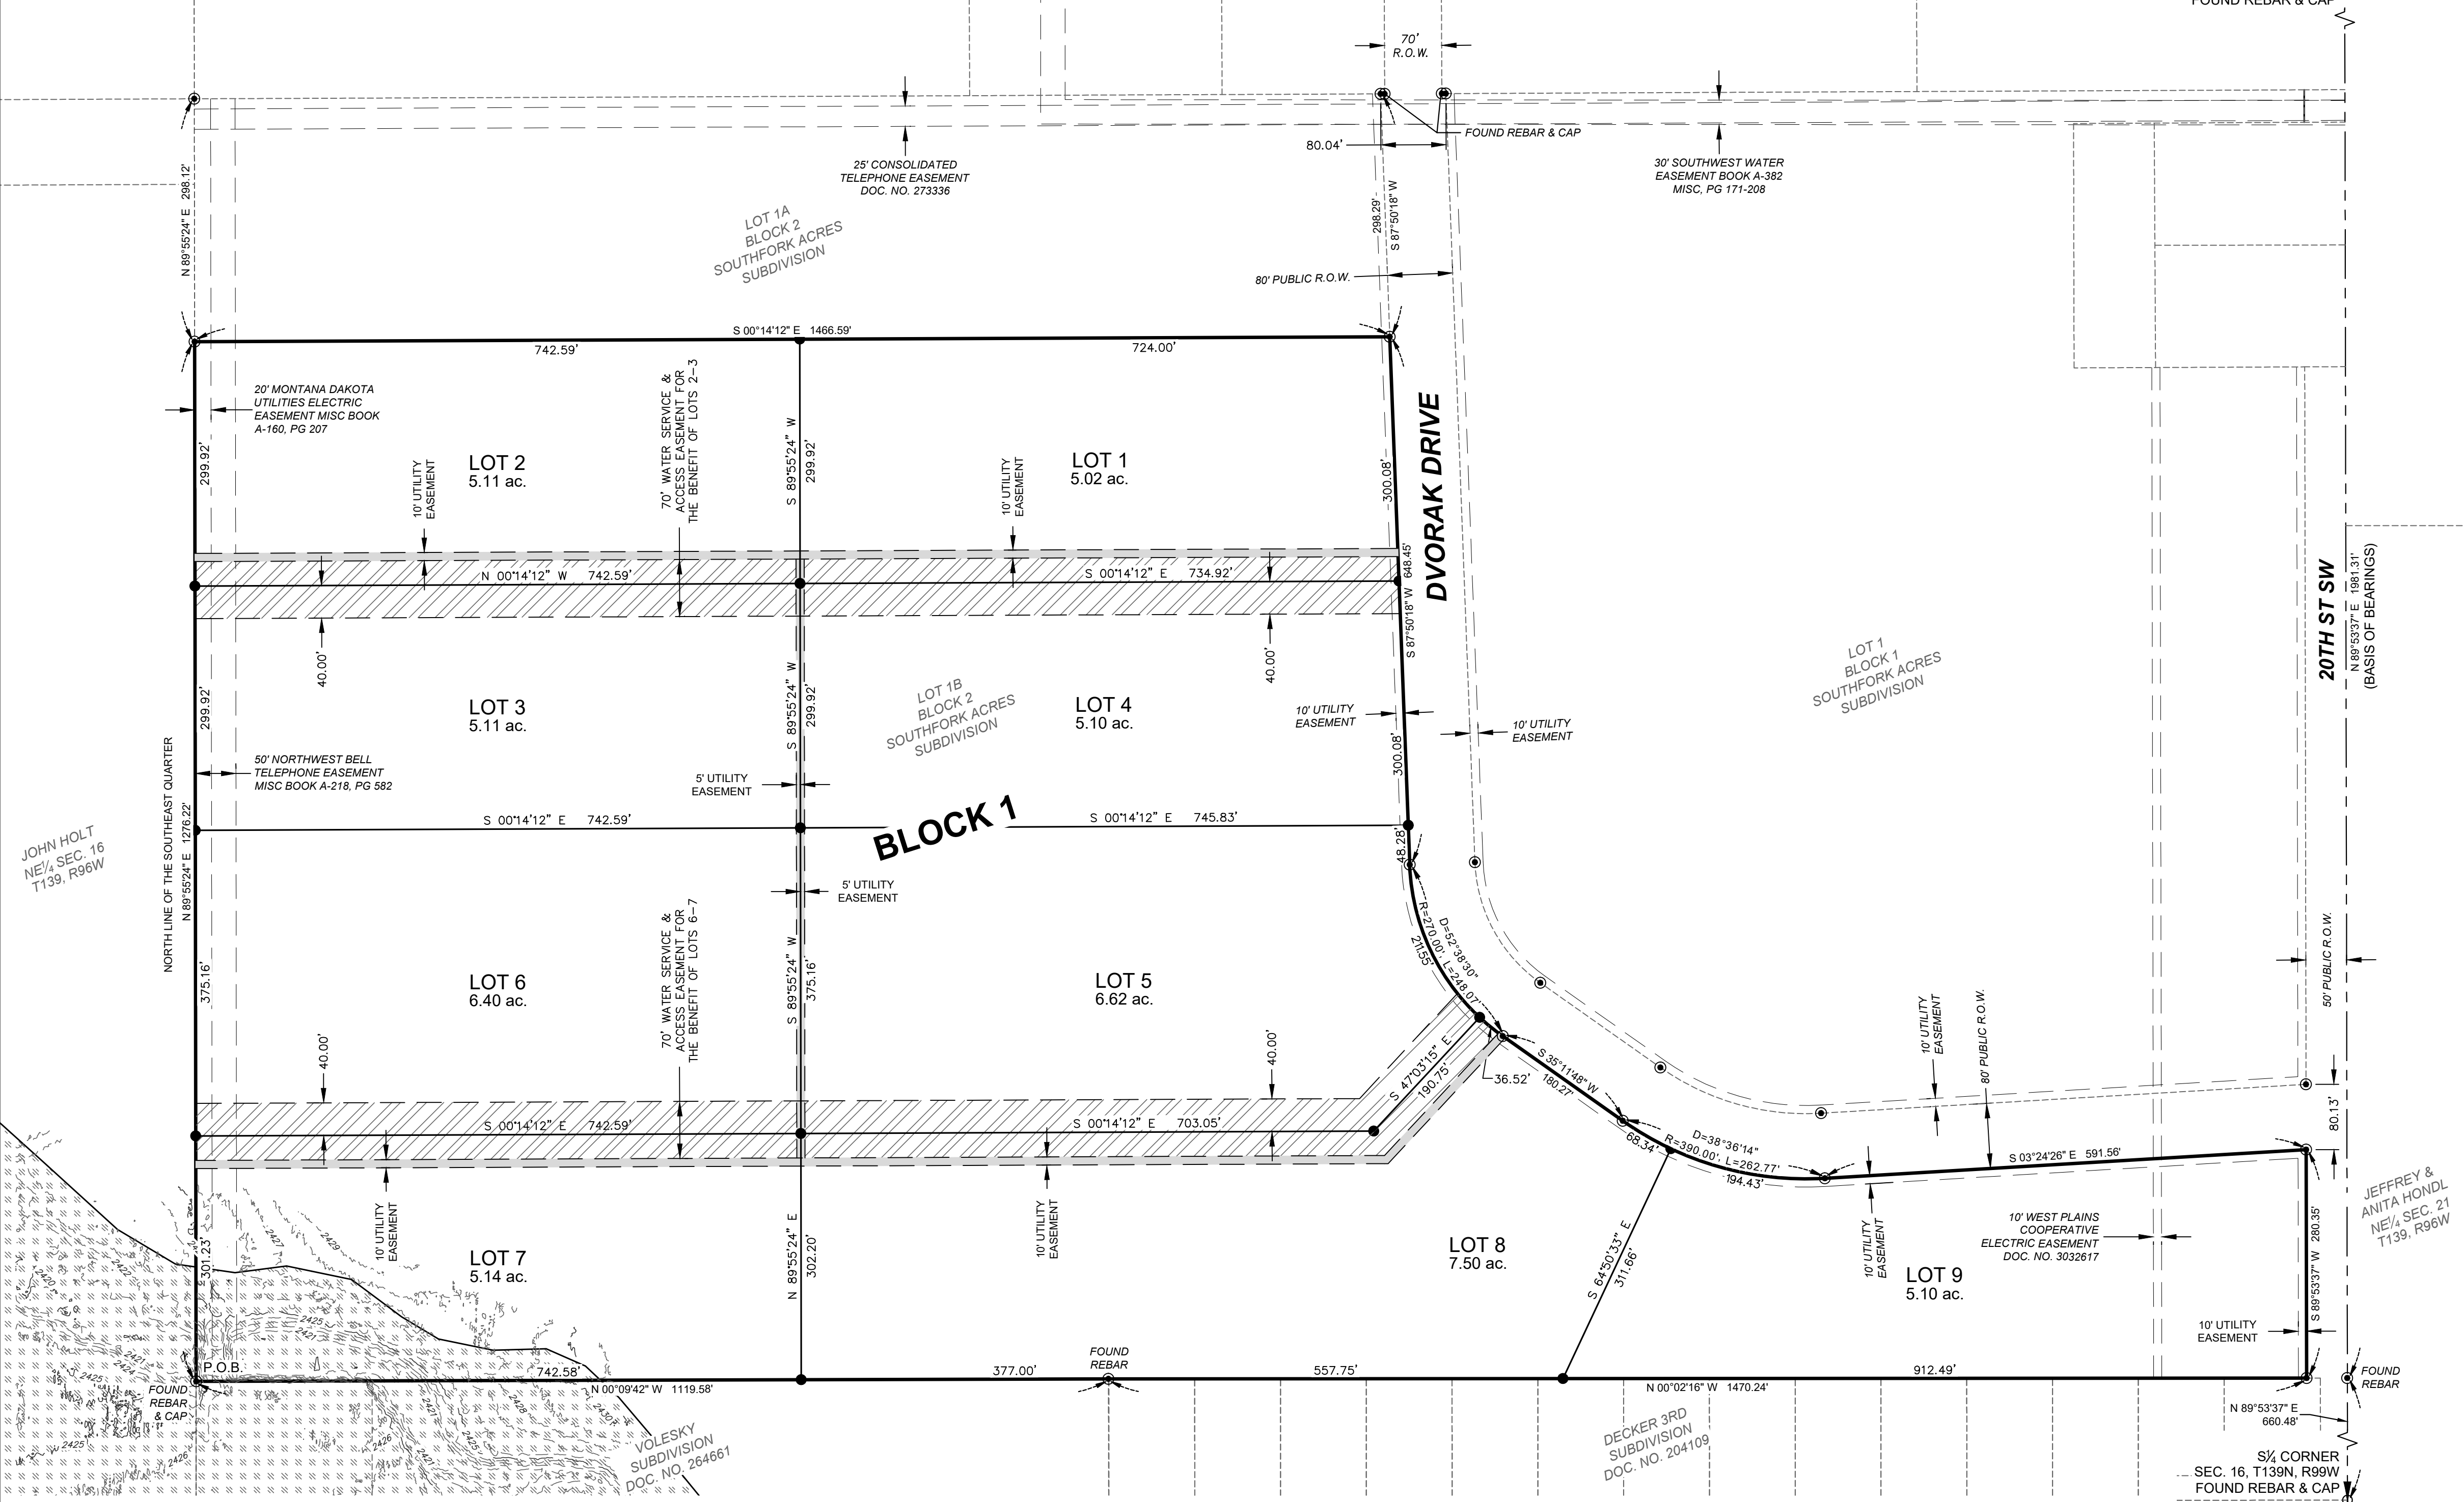 FOUND REBAR & CAP
70'
R.O.W.
FOUND REBAR & CAP
80.04'
25' CONSOLIDATED
TELEPHONE EASEMENT
DOC. NO. 273336
30' SOUTHWEST WATER
EASEMENT BOOK A-382
MISC, PG 171-208
N 89°55'24" E 298.12'
LOT 1A
BLOCK 2
SOUTHFORK ACRES
SUBDIVISION
298.29'
S 87°50'18" W
80' PUBLIC R.O.W.
S 00°14'12" E 1466.59'
742.59'
724.00'
20' MONTANA DAKOTA
UTILITIES ELECTRIC
EASEMENT MISC BOOK
A-160, PG 207
299.92'
LOT 2
5.11 ac.
10' UTILITY
EASEMENT
70' WATER SERVICE &
ACCESS EASEMENT FOR
THE BENEFIT OF LOTS 2-3
S 89°55'24" W
299.92'
LOT 1
5.02 ac.
10' UTILITY
EASEMENT
300.08'
DVORAK DRIVE
S 87°50'18" W 648.45'
N 00°14'12" W 742.59'
S 00°14'12" E 734.92'
40.00'
40.00'
20TH ST SW
N 89°53'37" E 1981.31'
(BASIS OF BEARINGS)
299.92'
LOT 3
5.11 ac.
S 89°55'24" W
299.92'
LOT 1B
BLOCK 2
SOUTHFORK ACRES
SUBDIVISION
LOT 4
5.10 ac.
10' UTILITY
EASEMENT
10' UTILITY
EASEMENT
300.08'
LOT 1
BLOCK 1
SOUTHFORK ACRES
SUBDIVISION
50' NORTHWEST BELL
TELEPHONE EASEMENT
MISC BOOK A-218, PG 582
5' UTILITY
EASEMENT
NORTH LINE OF THE SOUTHEAST QUARTER
N 89°55'24" E 1276.22'
JOHN HOLT
NE¼ SEC. 16
T139, R96W
S 00°14'12" E 742.59'
BLOCK 1
S 00°14'12" E 745.83'
48.28'
5' UTILITY
EASEMENT
D=52°38'30"
R=270.00', L=248.07'
211.55'
375.16'
LOT 6
6.40 ac.
70' WATER SERVICE &
ACCESS EASEMENT FOR
THE BENEFIT OF LOTS 6-7
S 89°55'24" W
375.16'
LOT 5
6.62 ac.
50' PUBLIC R.O.W.
40.00'
40.00'
S 47°03'15" E
190.75'
36.52'
S 35°11'48" W
180.27'
10' UTILITY
EASEMENT
80' PUBLIC R.O.W.
80.13'
S 00°14'12" E 742.59'
S 00°14'12" E 703.05'
D=38°36'14"
R=390.00', L=262.77'
68.34'
194.43'
S 03°24'26" E 591.56'
JEFFREY &
ANITA HONDL
NE¼ SEC. 21
T139, R96W
301.23'
10' UTILITY
EASEMENT
LOT 7
5.14 ac.
N 89°55'24" E
302.20'
10' UTILITY
EASEMENT
LOT 8
7.50 ac.
S 64°50'33" E
311.66'
10' UTILITY
EASEMENT
LOT 9
5.10 ac.
10' WEST PLAINS
COOPERATIVE
ELECTRIC EASEMENT
DOC. NO. 3032617
S 89°53'37" W 280.35'
10' UTILITY
EASEMENT
2420
2422
2427
2429
2425
2421
2421
2424
2425
P.O.B.
FOUND
REBAR
& CAP
742.58'
N 00°09'42" W 1119.58'
377.00'
FOUND
REBAR
557.75'
N 00°02'16" W 1470.24'
912.49'
FOUND
REBAR
2425
2426
2426
2421
2421
2425
2428
2430
VOLESKY
SUBDIVISION
DOC. NO. 264661
DECKER 3RD
SUBDIVISION
DOC. NO. 204109
N 89°53'37" E
660.48'
S¼ CORNER
SEC. 16, T139N, R99W
FOUND REBAR & CAP